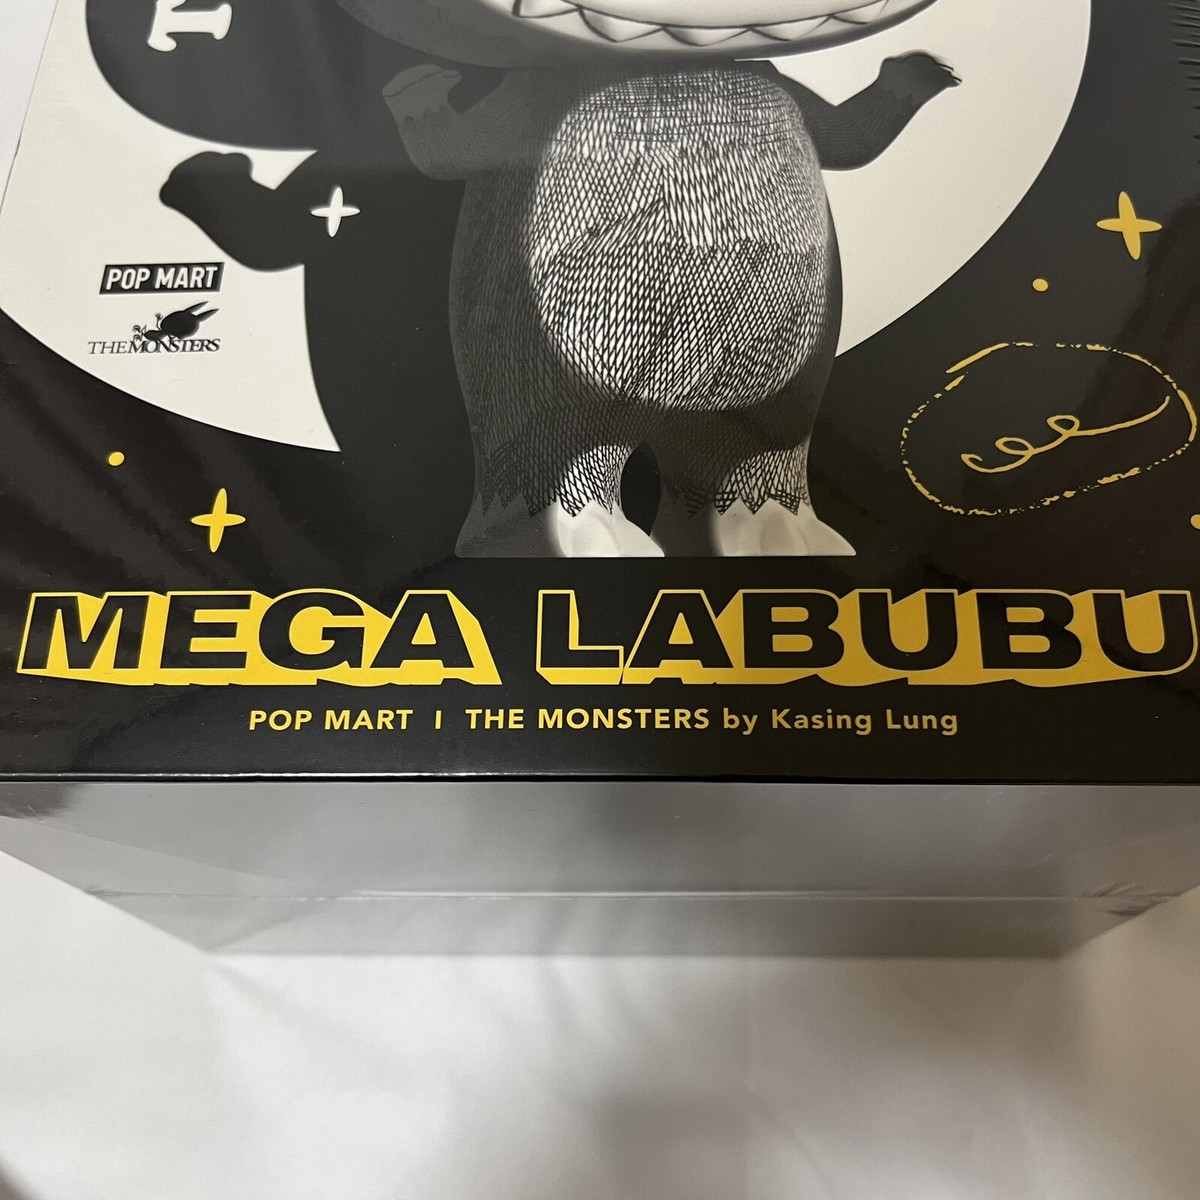 POP MART
THE MONSTERS
MEGA LABUBU
POP MART | THE MONSTERS by Kasing Lung